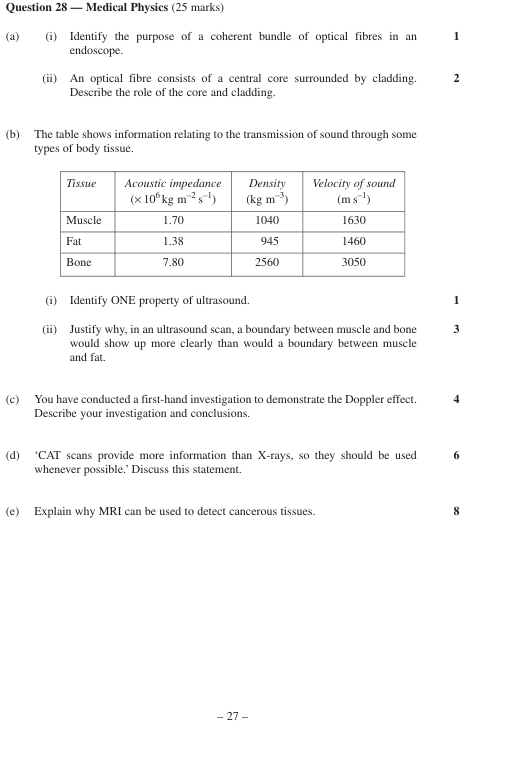 Question 28 — Medical Physics (25 marks)
(a) (i) Identify the purpose of a coherent bundle of optical fibres in an 1
endoscope.
(ii) An optical fibre consists of a central core surrounded by cladding. 2
Describe the role of the core and cladding.
(b) The table shows information relating to the transmission of sound through some
types of body tissue.
Tissue Acoustic impedance Density Velocity of sound
(× 10⁶ kg m⁻² s⁻¹) (kg m⁻³) (m s⁻¹)
Muscle 1.70 1040 1630
Fat 1.38 945 1460
Bone 7.80 2560 3050
(i) Identify ONE property of ultrasound. 1
(ii) Justify why, in an ultrasound scan, a boundary between muscle and bone 3
would show up more clearly than would a boundary between muscle
and fat.
(c) You have conducted a first-hand investigation to demonstrate the Doppler effect. 4
Describe your investigation and conclusions.
(d) ‘CAT scans provide more information than X-rays, so they should be used 6
whenever possible.’ Discuss this statement.
(e) Explain why MRI can be used to detect cancerous tissues. 8
– 27 –